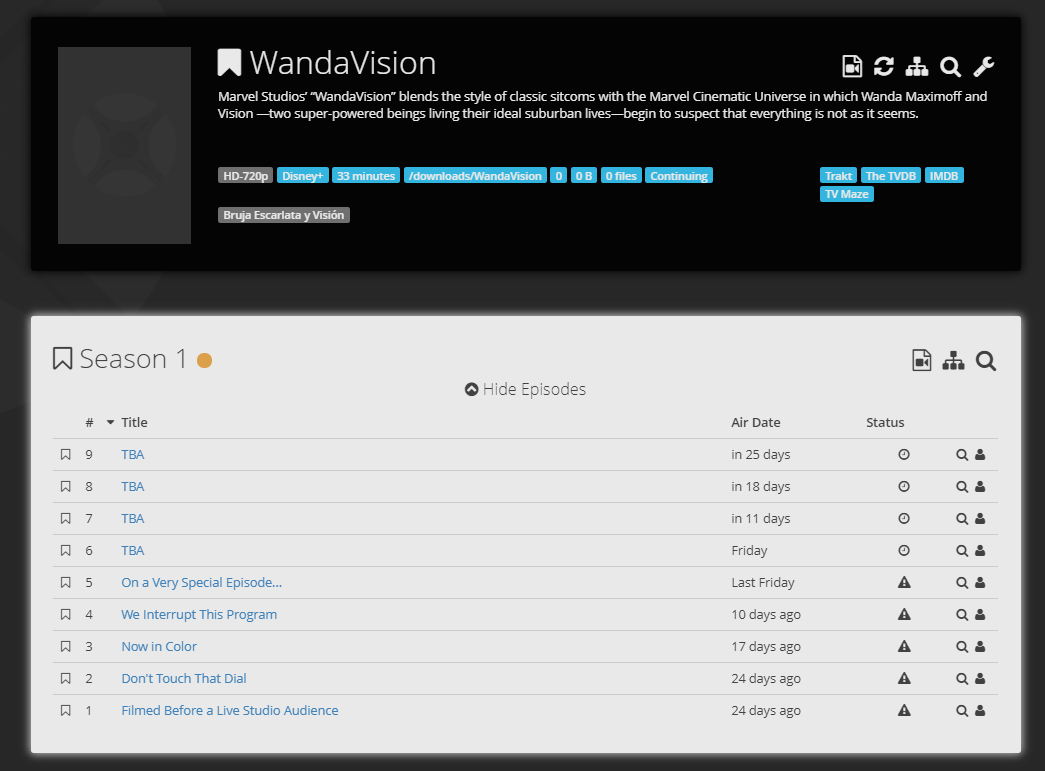 WandaVision
Marvel Studios’ “WandaVision” blends the style of classic sitcoms with the Marvel Cinematic Universe in which Wanda Maximoff and
Vision —two super-powered beings living their ideal suburban lives—begin to suspect that everything is not as it seems.
HD-720p Disney+ 33 minutes /downloads/WandaVision 0 0 B 0 files Continuing
Trakt The TVDB IMDB
TV Maze
Bruja Escarlata y Visión
Season 1
Hide Episodes
# Title Air Date Status
9 TBA in 25 days
8 TBA in 18 days
7 TBA in 11 days
6 TBA Friday
5 On a Very Special Episode... Last Friday
4 We Interrupt This Program 10 days ago
3 Now in Color 17 days ago
2 Don't Touch That Dial 24 days ago
1 Filmed Before a Live Studio Audience 24 days ago